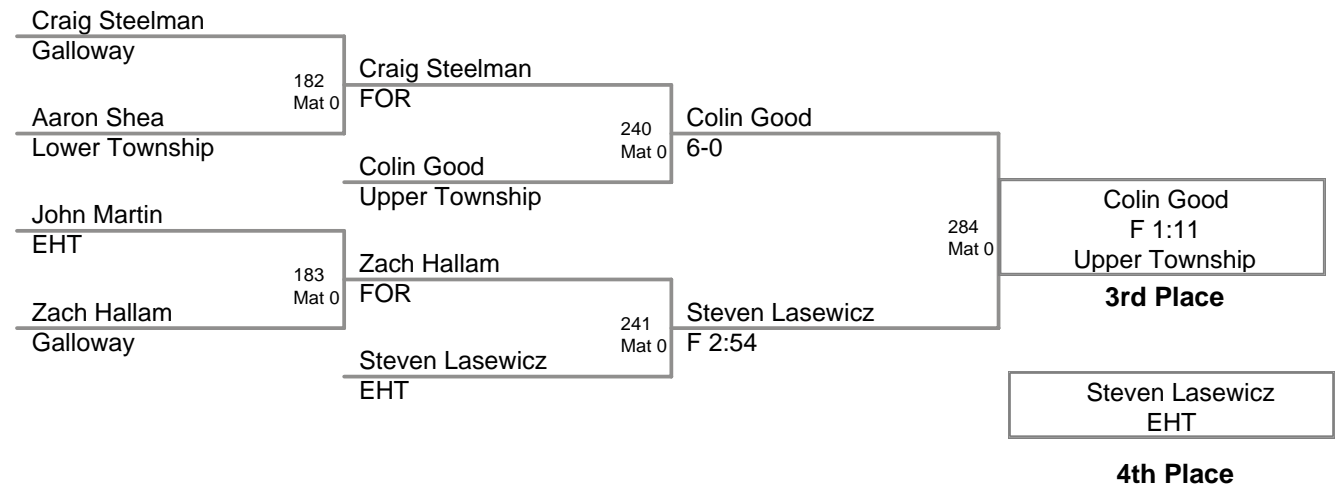 Craig Steelman
Galloway
182
Mat 0
Aaron Shea
Lower Township
John Martin
EHT
183
Mat 0
Zach Hallam
Galloway
Craig Steelman
FOR
240
Mat 0
Colin Good
Upper Township
Zach Hallam
FOR
241
Mat 0
Steven Lasewicz
EHT
Colin Good
6-0
284
Mat 0
Steven Lasewicz
F 2:54
Colin Good
F 1:11
Upper Township
3rd Place
Steven Lasewicz
EHT
4th Place